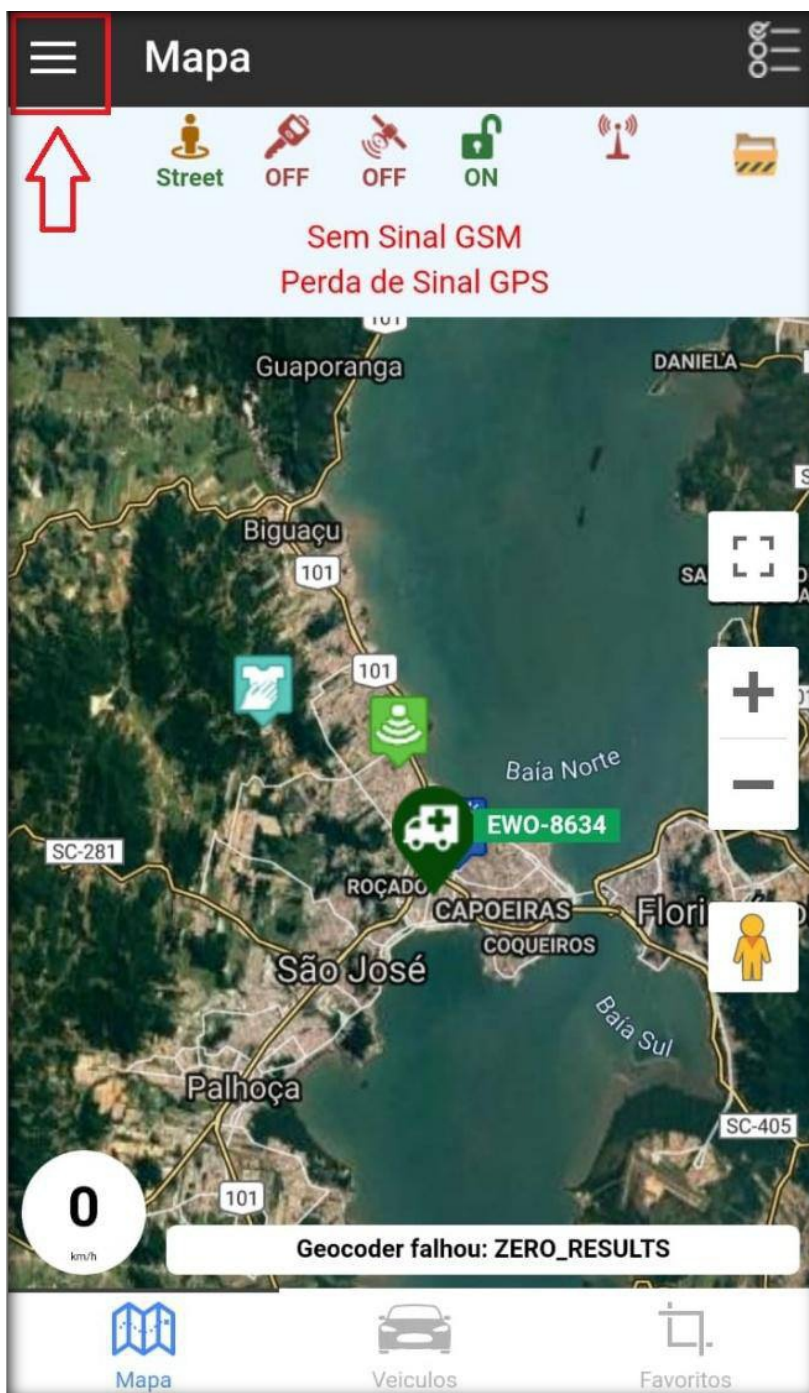 Mapa
Street OFF OFF ON
Sem Sinal GSM
Perda de Sinal GPS
101
Guaporanga
DANIELA
Biguaçu
101
SA
101
Baía Norte
EWO-8634
SC-281
ROÇADO
CAPOEIRAS
Flori
COQUEIROS
São José
Baía Sul
Palhoça
SC-405
101
0
km/h
Geocoder falhou: ZERO_RESULTS
Mapa Veiculos Favoritos